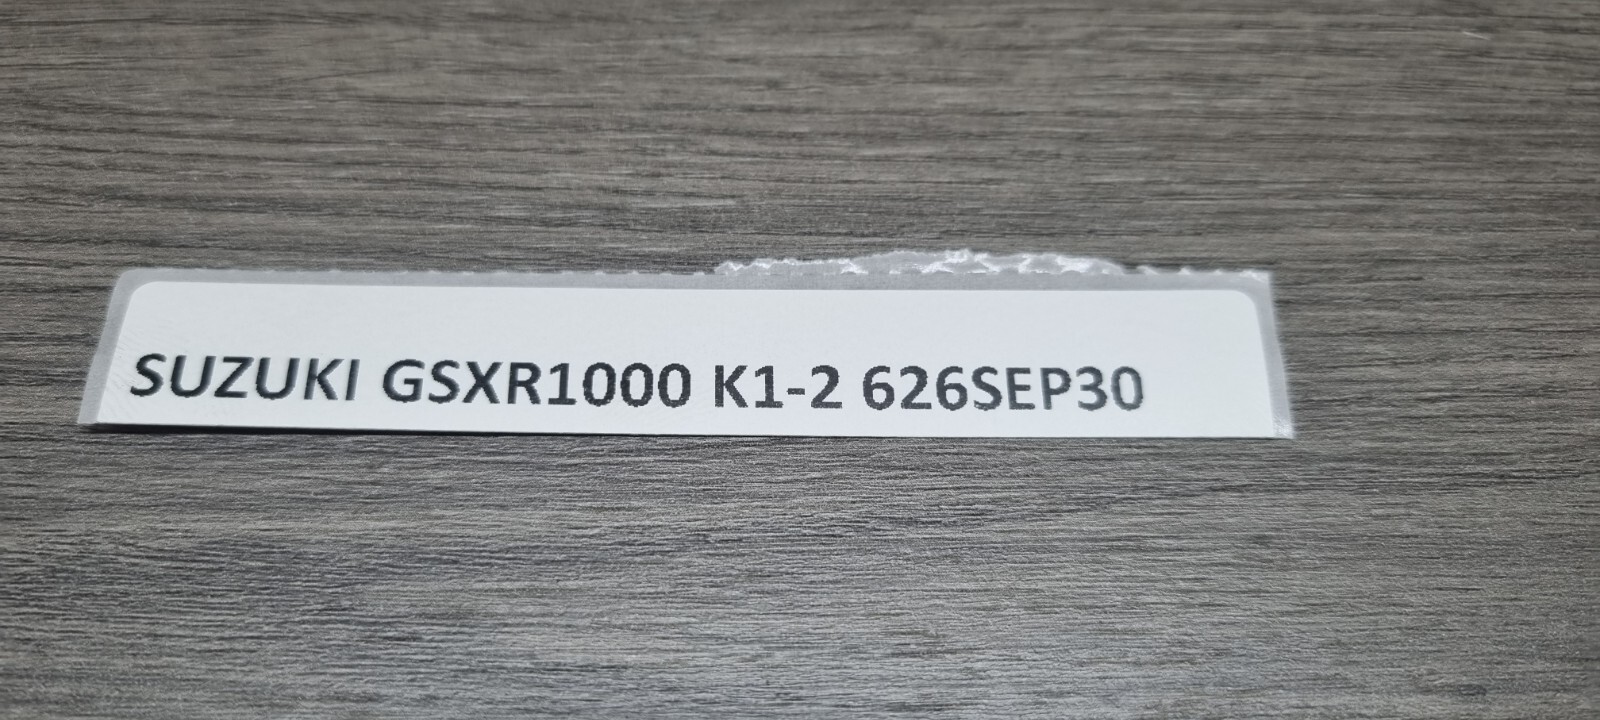 SUZUKI GSXR1000 K1-2 626SEP30